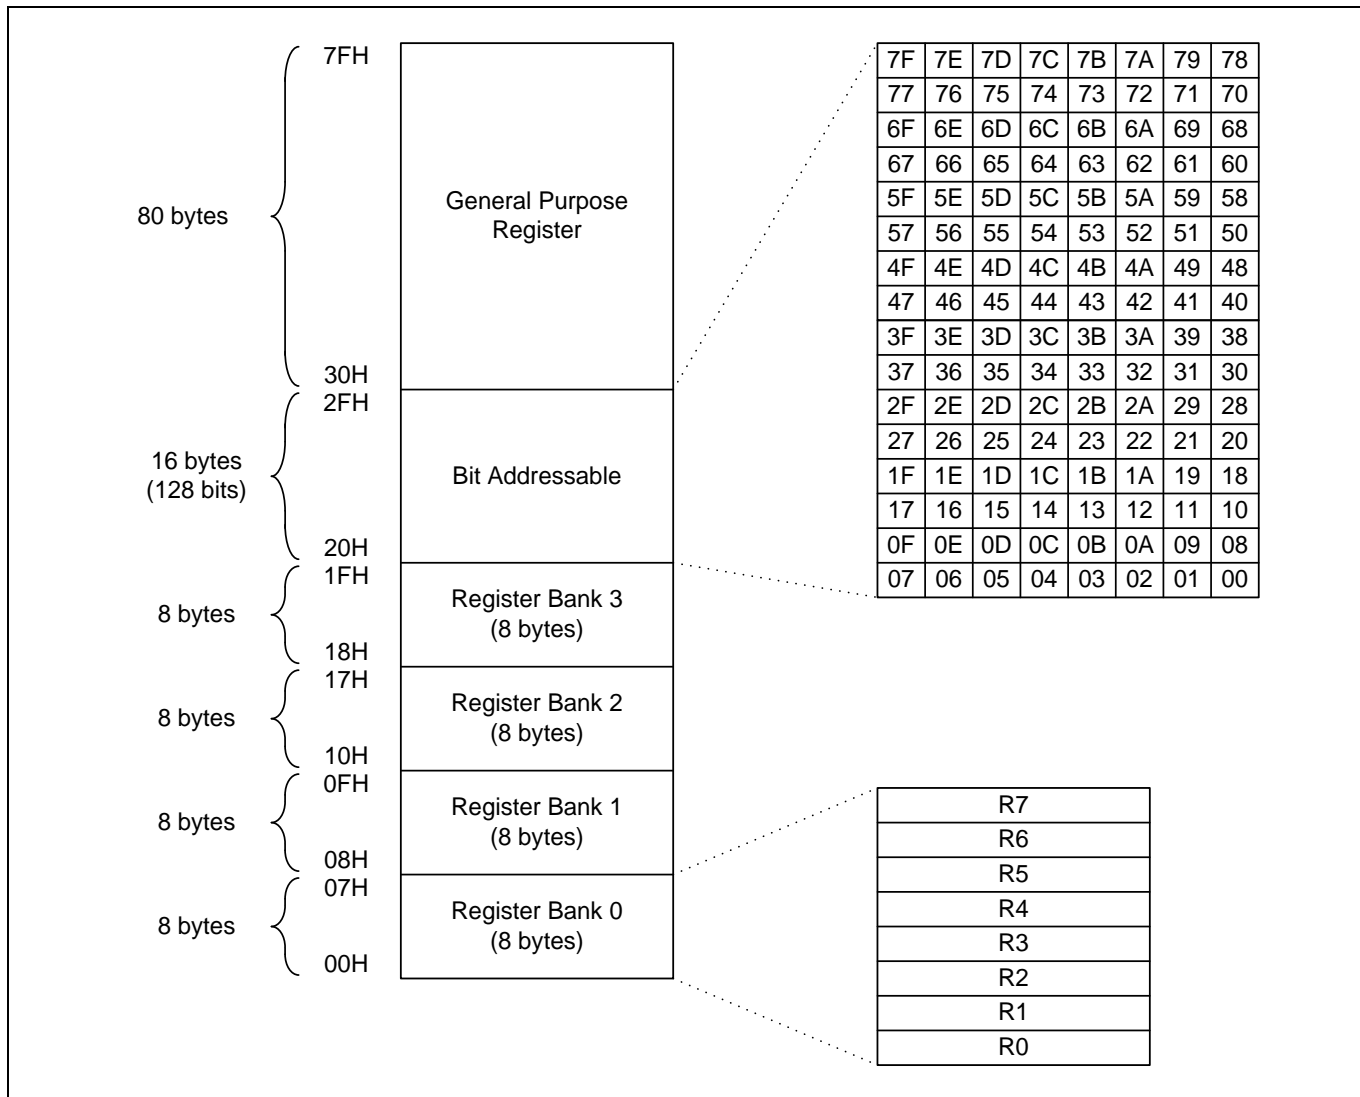 7FH
80 bytes
General Purpose
Register
30H
2FH
16 bytes
(128 bits)
Bit Addressable
20H
1FH
8 bytes
Register Bank 3
(8 bytes)
18H
17H
8 bytes
Register Bank 2
(8 bytes)
10H
0FH
8 bytes
Register Bank 1
(8 bytes)
08H
07H
8 bytes
Register Bank 0
(8 bytes)
00H
7F 7E 7D 7C 7B 7A 79 78
77 76 75 74 73 72 71 70
6F 6E 6D 6C 6B 6A 69 68
67 66 65 64 63 62 61 60
5F 5E 5D 5C 5B 5A 59 58
57 56 55 54 53 52 51 50
4F 4E 4D 4C 4B 4A 49 48
47 46 45 44 43 42 41 40
3F 3E 3D 3C 3B 3A 39 38
37 36 35 34 33 32 31 30
2F 2E 2D 2C 2B 2A 29 28
27 26 25 24 23 22 21 20
1F 1E 1D 1C 1B 1A 19 18
17 16 15 14 13 12 11 10
0F 0E 0D 0C 0B 0A 09 08
07 06 05 04 03 02 01 00
R7
R6
R5
R4
R3
R2
R1
R0